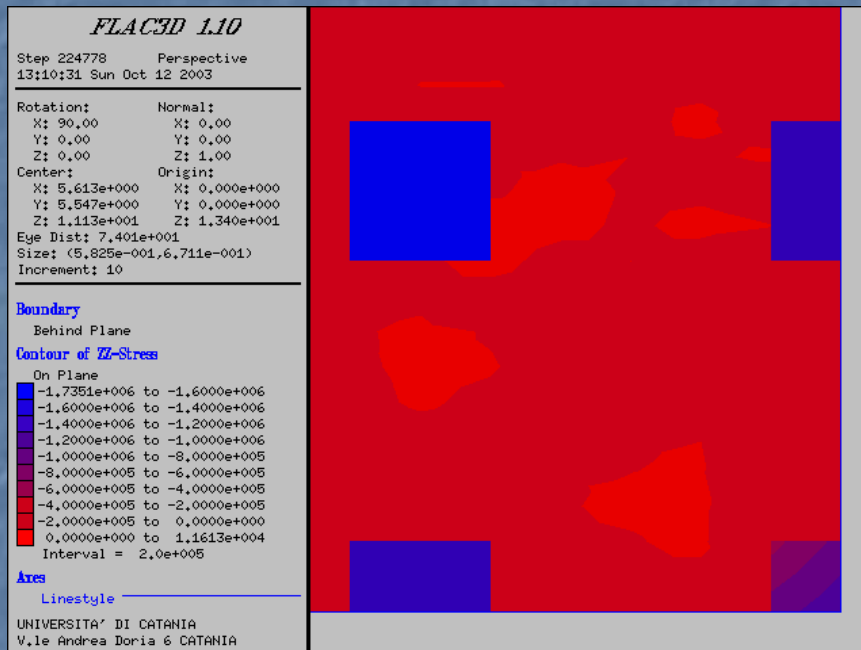 FLAC3D 1.10
Step 224778 Perspective
13:10:31 Sun Oct 12 2003
Rotation: Normal:
X: 90.00 X: 0.00
Y: 0.00 Y: 0.00
Z: 0.00 Z: 1.00
Center: Origin:
X: 5.613e+000 X: 0.000e+000
Y: 5.547e+000 Y: 0.000e+000
Z: 1.113e+001 Z: 1.340e+001
Eye Dist: 7.401e+001
Size: (5.825e-001,6.711e-001)
Increment: 10
Boundary
Behind Plane
Contour of ZZ-Stress
On Plane
-1.7351e+006 to -1.6000e+006
-1.6000e+006 to -1.4000e+006
-1.4000e+006 to -1.2000e+006
-1.2000e+006 to -1.0000e+006
-1.0000e+006 to -8.0000e+005
-8.0000e+005 to -6.0000e+005
-6.0000e+005 to -4.0000e+005
-4.0000e+005 to -2.0000e+005
-2.0000e+005 to 0.0000e+000
0.0000e+000 to 1.1613e+004
Interval = 2.0e+005
Axes
Linestyle
UNIVERSITA' DI CATANIA
V.le Andrea Doria 6 CATANIA